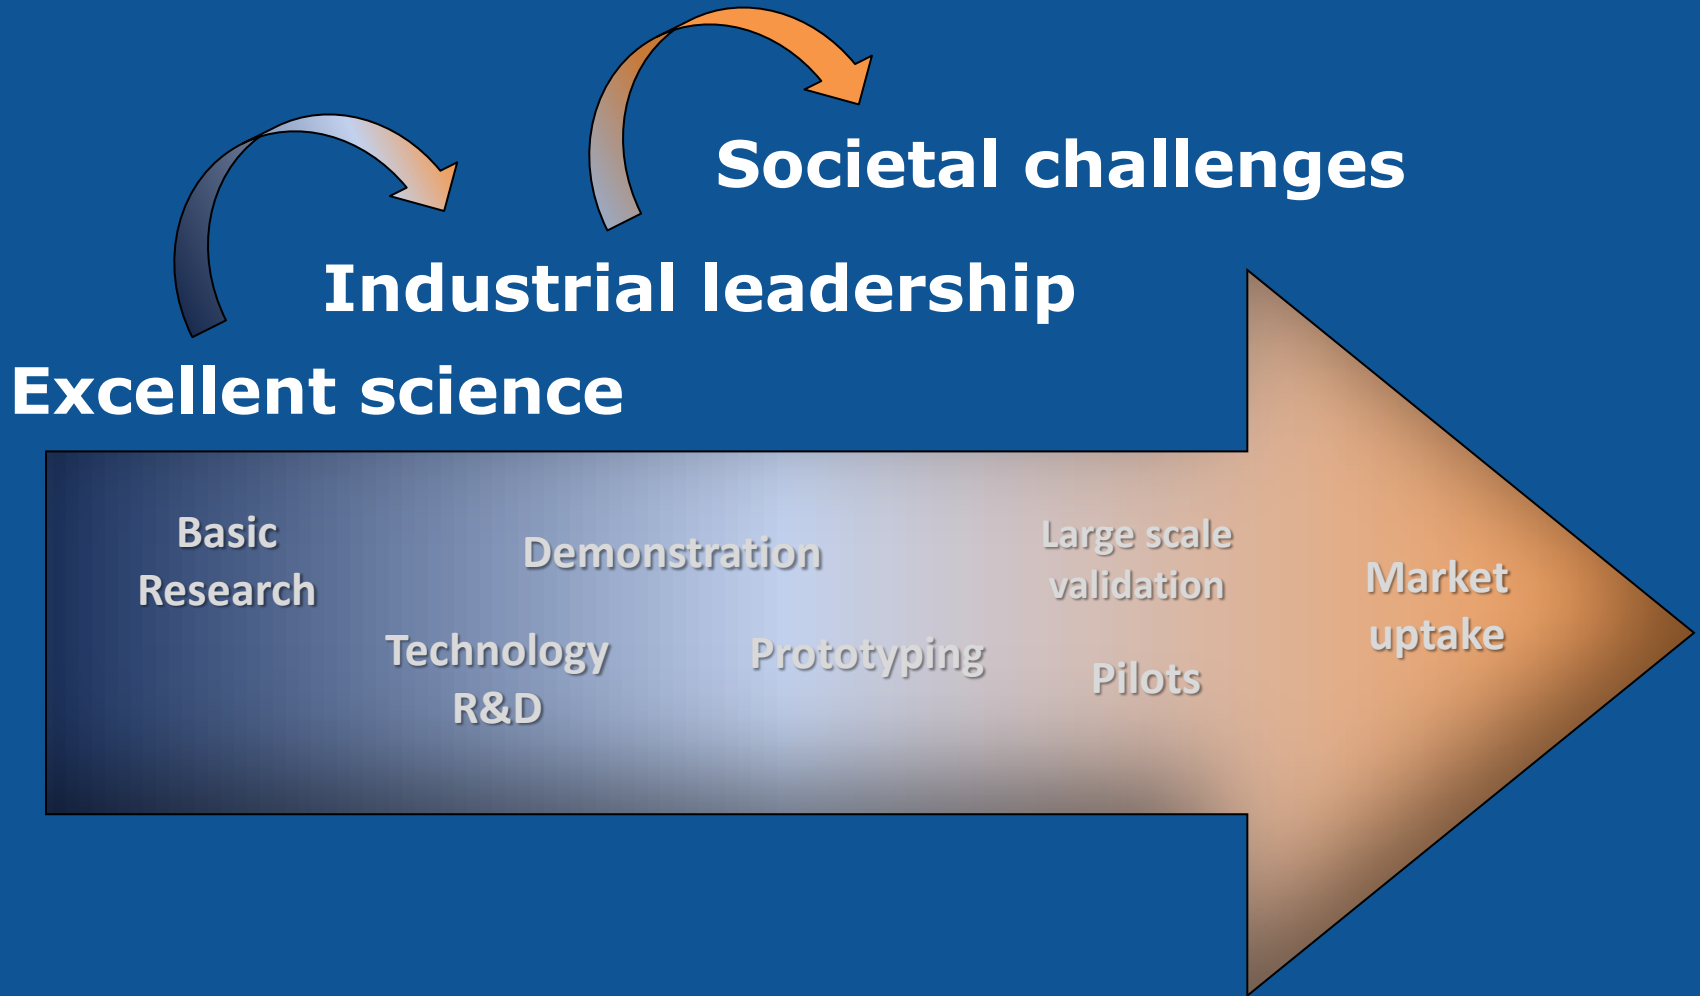 Societal challenges
Industrial leadership
Excellent science
Basic
Research
Technology
R&D
Demonstration
Prototyping
Large scale
validation
Pilots
Market
uptake